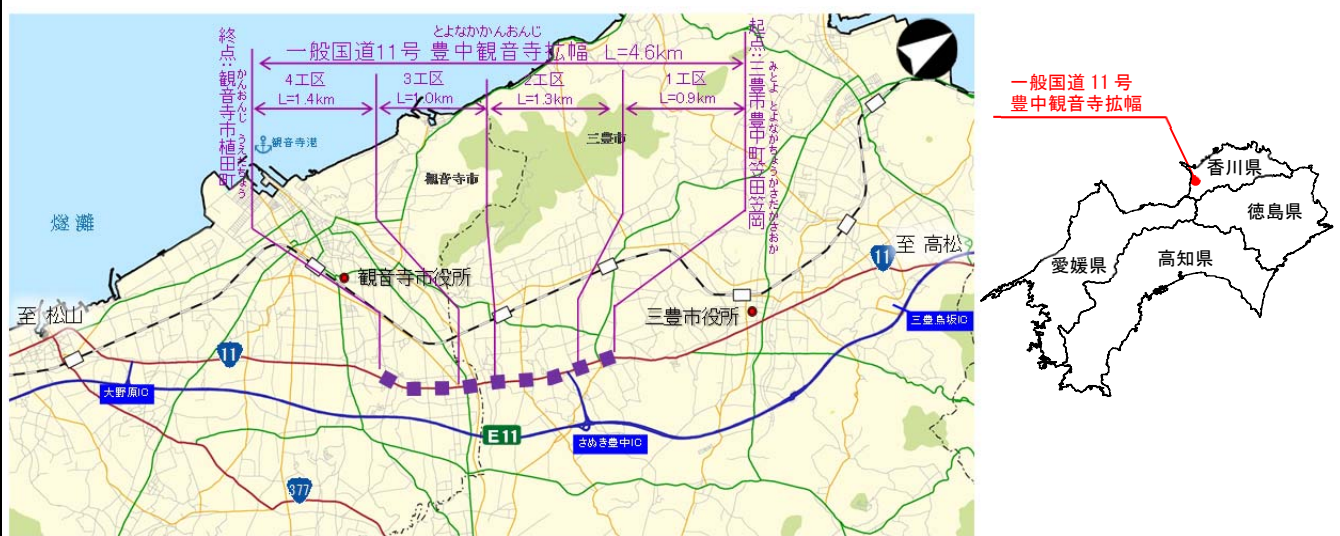 とよなかかんおんじ
一般国道11号 豊中観音寺拡幅 L=4.6km
終点：観音寺市植田町
かんおんじ うえだちょう
4工区
L=1.4km
3工区
L=1.0km
2工区
L=1.3km
1工区
L=0.9km
起点：三豊市豊中町笠田笠岡
みとよ とよなかちょうかさだかさおか
観音寺港
三豊市
観音寺市
燧灘
観音寺市役所
至 高松
11
至 松山
三豊市役所
三豊鳥坂IC
11
大野原IC
E11
さぬき豊中IC
377
一般国道 11 号
豊中観音寺拡幅
香川県
徳島県
愛媛県
高知県